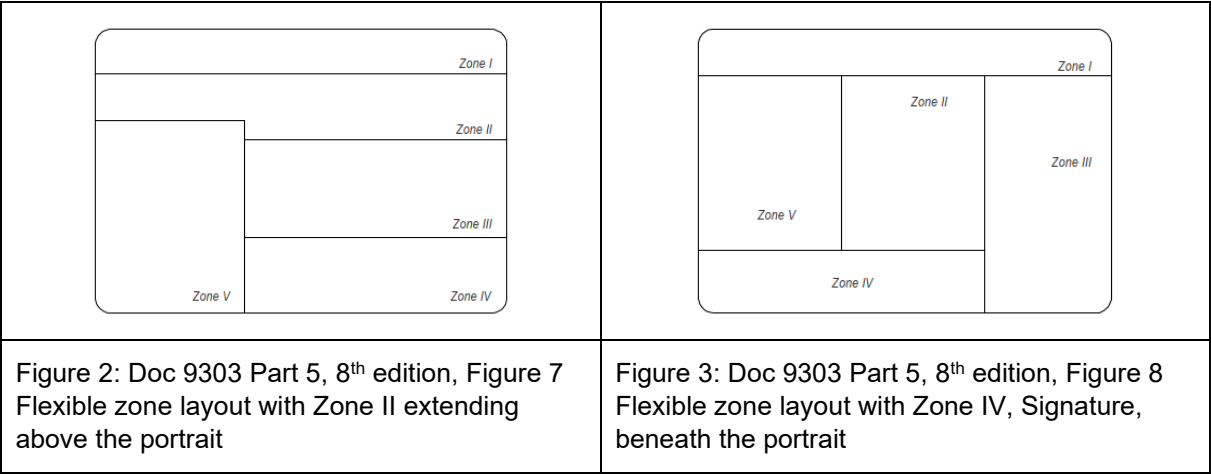 Zone I
Zone II
Zone III
Zone V
Zone IV
Zone I
Zone II
Zone III
Zone V
Zone IV
Figure 2: Doc 9303 Part 5, 8th edition, Figure 7
Flexible zone layout with Zone II extending
above the portrait
Figure 3: Doc 9303 Part 5, 8th edition, Figure 8
Flexible zone layout with Zone IV, Signature,
beneath the portrait